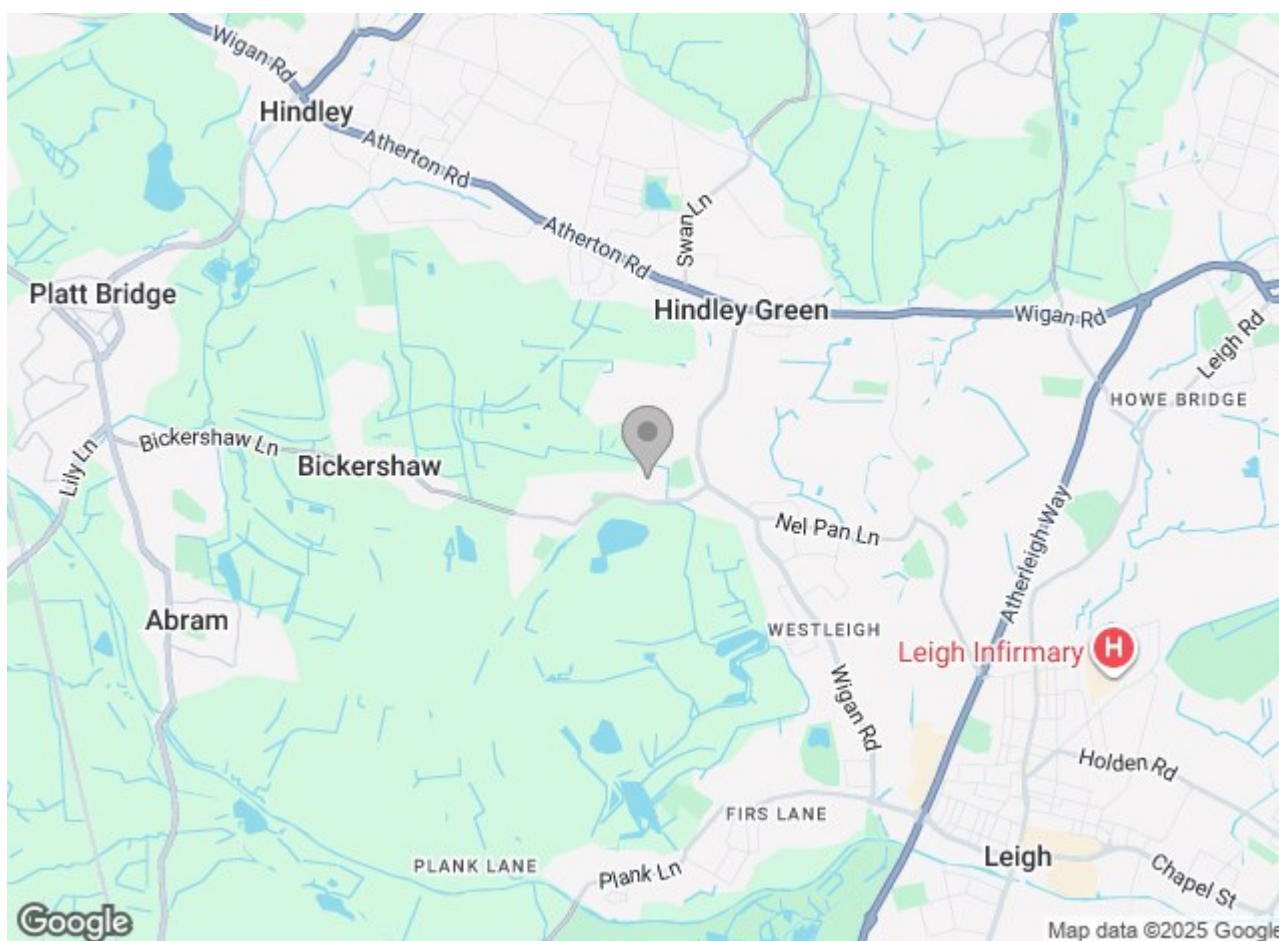 Wigan Rd
Hindley
Atherton Rd
Swan Ln
Atherton Rd
Platt Bridge
Hindley Green
Wigan Rd
Leigh Rd
HOWE BRIDGE
Bickershaw Ln
Lily Ln
Bickershaw
Nel Pan Ln
Atherleigh Way
Abram
WESTLEIGH
Leigh Infirmary
H
Wigan Rd
Holden Rd
FIRS LANE
Leigh
PLANK LANE
Plank Ln
Chapel St
Google
Map data ©2025 Google